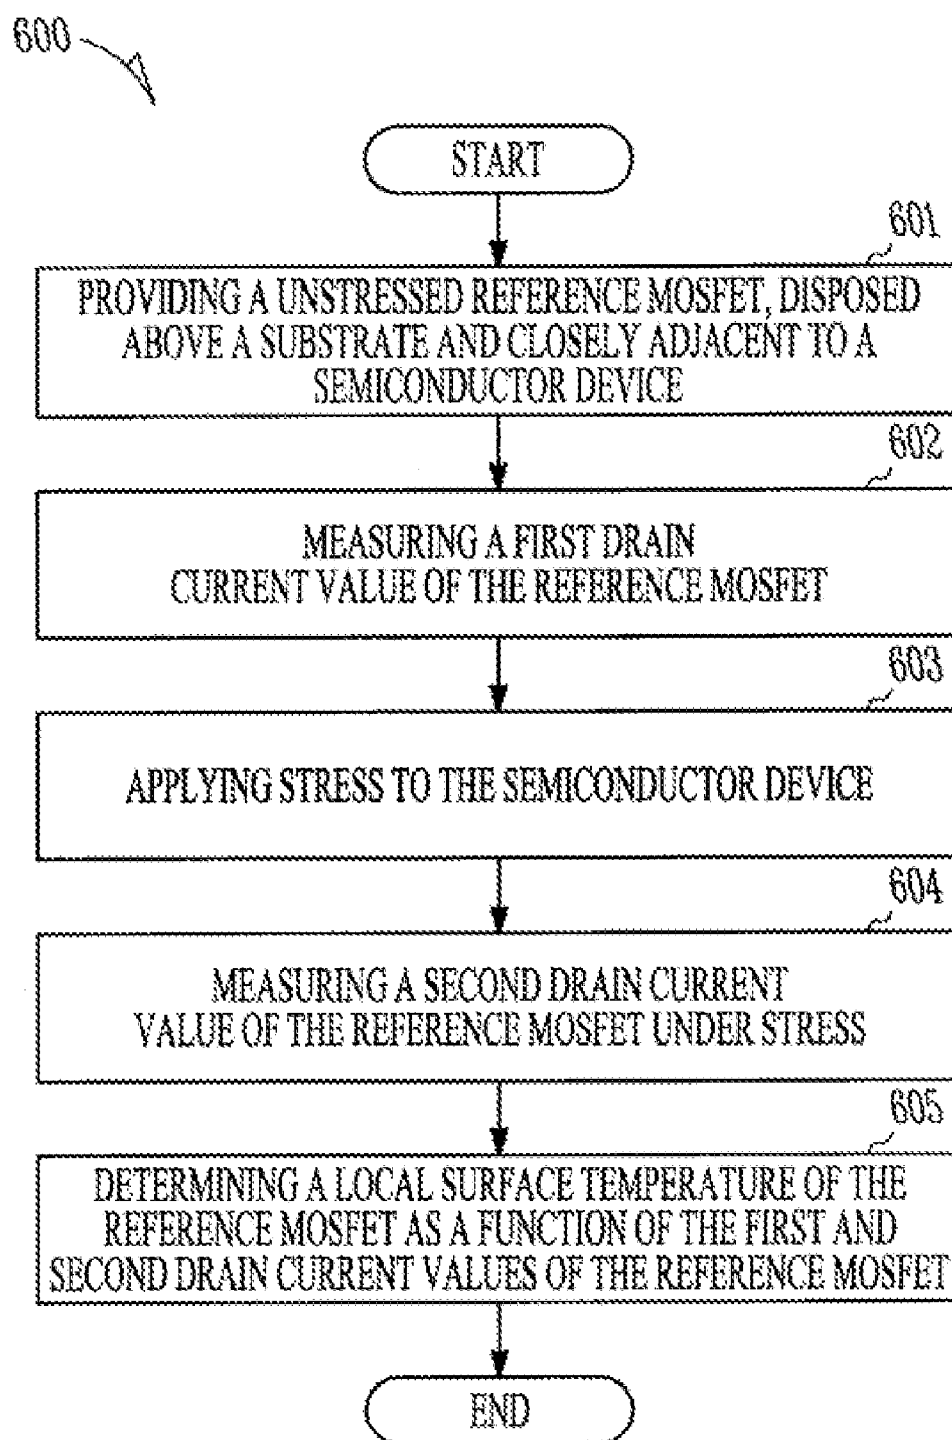 600
START
601
PROVIDING A UNSTRESSED REFERENCE MOSFET, DISPOSED
ABOVE A SUBSTRATE AND CLOSELY ADJACENT TO A
SEMICONDUCTOR DEVICE
602
MEASURING A FIRST DRAIN
CURRENT VALUE OF THE REFERENCE MOSFET
603
APPLYING STRESS TO THE SEMICONDUCTOR DEVICE
604
MEASURING A SECOND DRAIN CURRENT
VALUE OF THE REFERENCE MOSFET UNDER STRESS
605
DETERMINING A LOCAL SURFACE TEMPERATURE OF THE
REFERENCE MOSFET AS A FUNCTION OF THE FIRST AND
SECOND DRAIN CURRENT VALUES OF THE REFERENCE MOSFET
END